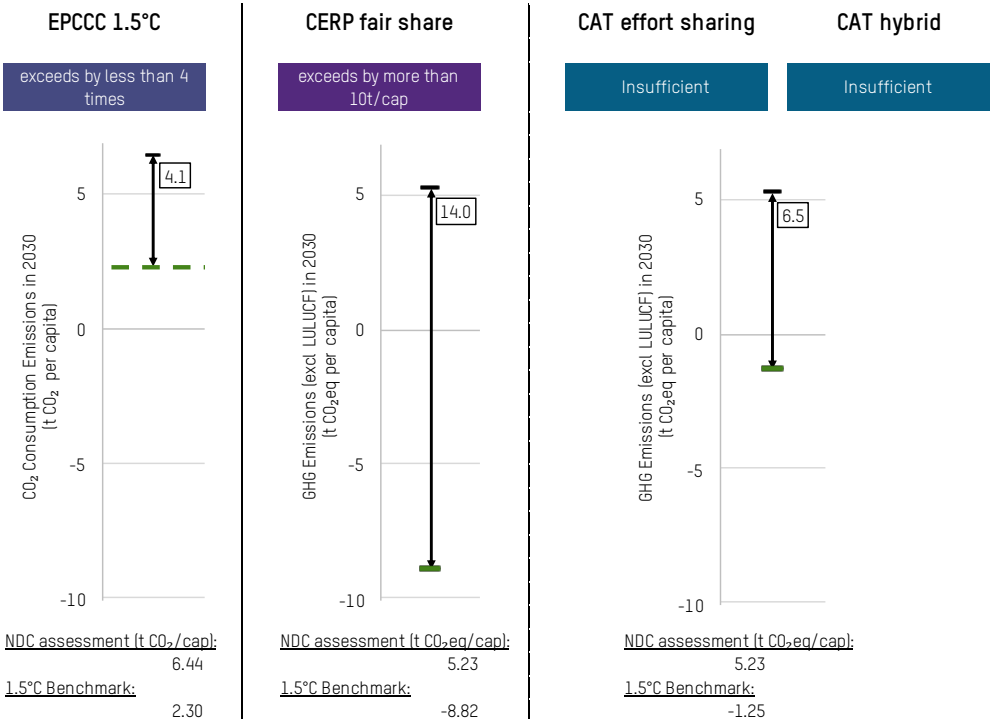 EPCCC 1.5°C
exceeds by less than 4
times
4.1
5
0
-5
-10
CO₂ Consumption Emissions in 2030
(t CO₂ per capita)
NDC assessment (t CO₂/cap):
6.44
1.5°C Benchmark:
2.30
CERP fair share
exceeds by more than
10t/cap
14.0
5
0
-5
-10
GHG Emissions (excl LULUCF) in 2030
(t CO₂eq per capita)
NDC assessment (t CO₂eq/cap):
5.23
1.5°C Benchmark:
-8.82
CAT effort sharing
Insufficient
CAT hybrid
Insufficient
6.5
5
0
-5
-10
GHG Emissions (excl LULUCF) in 2030
(t CO₂eq per capita)
NDC assessment (t CO₂eq/cap):
5.23
1.5°C Benchmark:
-1.25